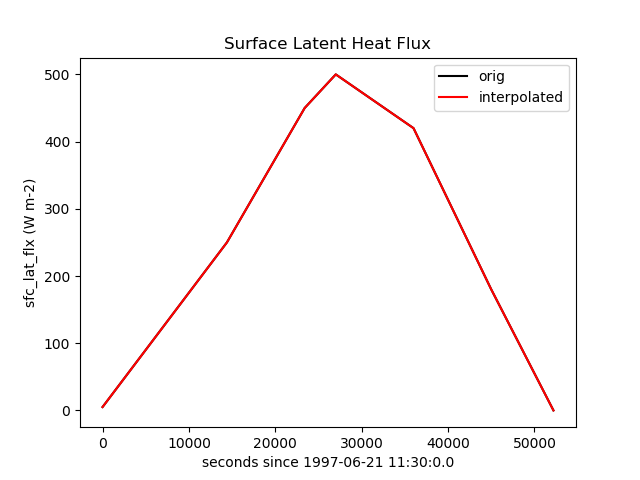 Surface Latent Heat Flux
orig
interpolated
sfc_lat_flx (W m-2)
500
400
300
200
100
0
0 10000 20000 30000 40000 50000
seconds since 1997-06-21 11:30:0.0